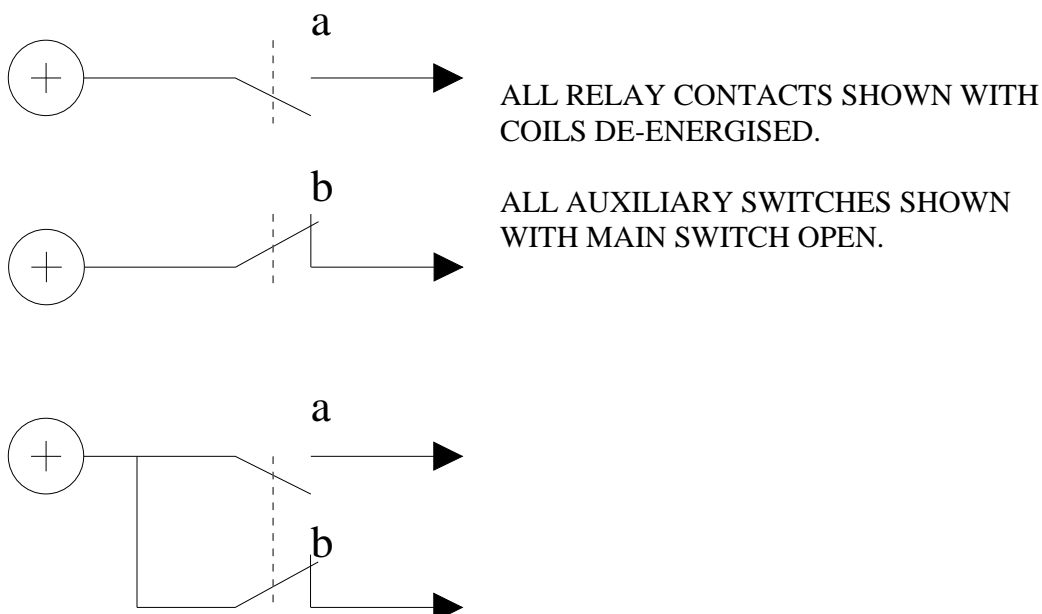 a
ALL RELAY CONTACTS SHOWN WITH
COILS DE-ENERGISED.
b
ALL AUXILIARY SWITCHES SHOWN
WITH MAIN SWITCH OPEN.
a
b